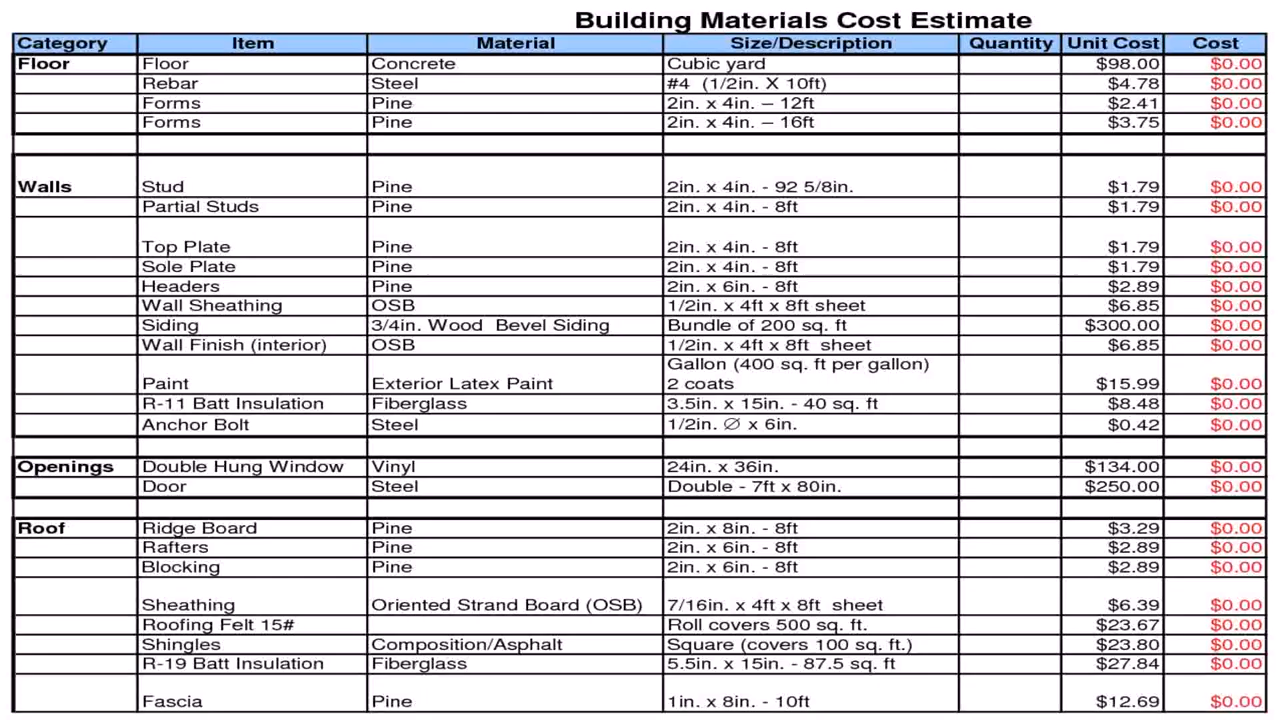 Building Materials Cost Estimate
Category Item Material Size/Description Quantity Unit Cost Cost
Floor Floor Concrete Cubic yard $98.00 $0.00
Rebar Steel #4 (1/2in. X 10ft) $4.78 $0.00
Forms Pine 2in. x 4in. – 12ft $2.41 $0.00
Forms Pine 2in. x 4in. – 16ft $3.75 $0.00
Walls Stud Pine 2in. x 4in. - 92 5/8in. $1.79 $0.00
Partial Studs Pine 2in. x 4in. - 8ft $1.79 $0.00
Top Plate Pine 2in. x 4in. - 8ft $1.79 $0.00
Sole Plate Pine 2in. x 4in. - 8ft $1.79 $0.00
Headers Pine 2in. x 6in. - 8ft $2.89 $0.00
Wall Sheathing OSB 1/2in. x 4ft x 8ft sheet $6.85 $0.00
Siding 3/4in. Wood Bevel Siding Bundle of 200 sq. ft $300.00 $0.00
Wall Finish (interior) OSB 1/2in. x 4ft x 8ft sheet $6.85 $0.00
Gallon (400 sq. ft per gallon)
Paint Exterior Latex Paint 2 coats $15.99 $0.00
R-11 Batt Insulation Fiberglass 3.5in. x 15in. - 40 sq. ft $8.48 $0.00
Anchor Bolt Steel 1/2in. ∅ x 6in. $0.42 $0.00
Openings Double Hung Window Vinyl 24in. x 36in. $134.00 $0.00
Door Steel Double - 7ft x 80in. $250.00 $0.00
Roof Ridge Board Pine 2in. x 8in. - 8ft $3.29 $0.00
Rafters Pine 2in. x 6in. - 8ft $2.89 $0.00
Blocking Pine 2in. x 6in. - 8ft $2.89 $0.00
Sheathing Oriented Strand Board (OSB) 7/16in. x 4ft x 8ft sheet $6.39 $0.00
Roofing Felt 15# Roll covers 500 sq. ft. $23.67 $0.00
Shingles Composition/Asphalt Square (covers 100 sq. ft.) $23.80 $0.00
R-19 Batt Insulation Fiberglass 5.5in. x 15in. - 87.5 sq. ft $27.84 $0.00
Fascia Pine 1in. x 8in. - 10ft $12.69 $0.00